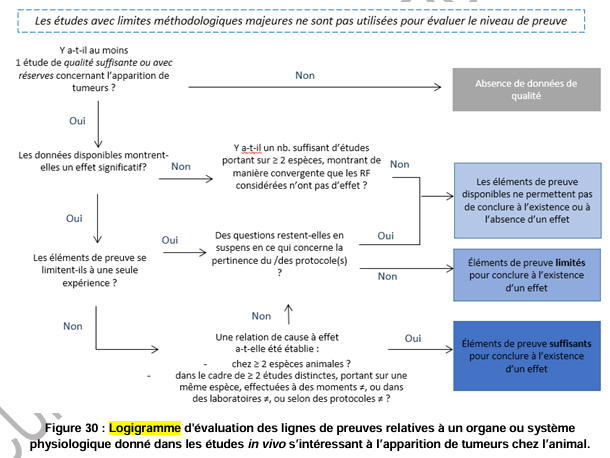 Les études avec limites méthodologiques majeures ne sont pas utilisées pour évaluer le niveau de preuve
Y a-t-il au moins
1 étude de qualité suffisante ou avec
réserves concernant l'apparition de
tumeurs ?
Non
Absence de données de
qualité
Oui
Les données disponibles montrent-
elles un effet significatif?
Non
Y a-t-il un nb. suffisant d'études
portant sur ≥ 2 espèces, montrant de
manière convergente que les RF
considérées n'ont pas d'effet ?
Non
Les éléments de preuve
disponibles ne permettent pas
de conclure à l'existence ou à
l'absence d'un effet
Oui
Les éléments de preuve se
limitent-ils à une seule
expérience ?
Oui
Des questions restent-elles en
suspens en ce qui concerne la
pertinence du /des protocole(s)
?
Oui
Non
Éléments de preuve limités
pour conclure à l'existence
d'un effet
Non
Non
Une relation de cause à effet
a-t-elle été établie :
- chez ≥ 2 espèces animales ?
- dans le cadre de ≥ 2 études distinctes, portant sur une
même espèce, effectuées à des moments ≠, ou dans
des laboratoires ≠, ou selon des protocoles ≠ ?
Oui
Éléments de preuve suffisants
pour conclure à l'existence
d'un effet
Figure 30 : Logigramme d'évaluation des lignes de preuves relatives à un organe ou système
physiologique donné dans les études in vivo s'intéressant à l'apparition de tumeurs chez l'animal.